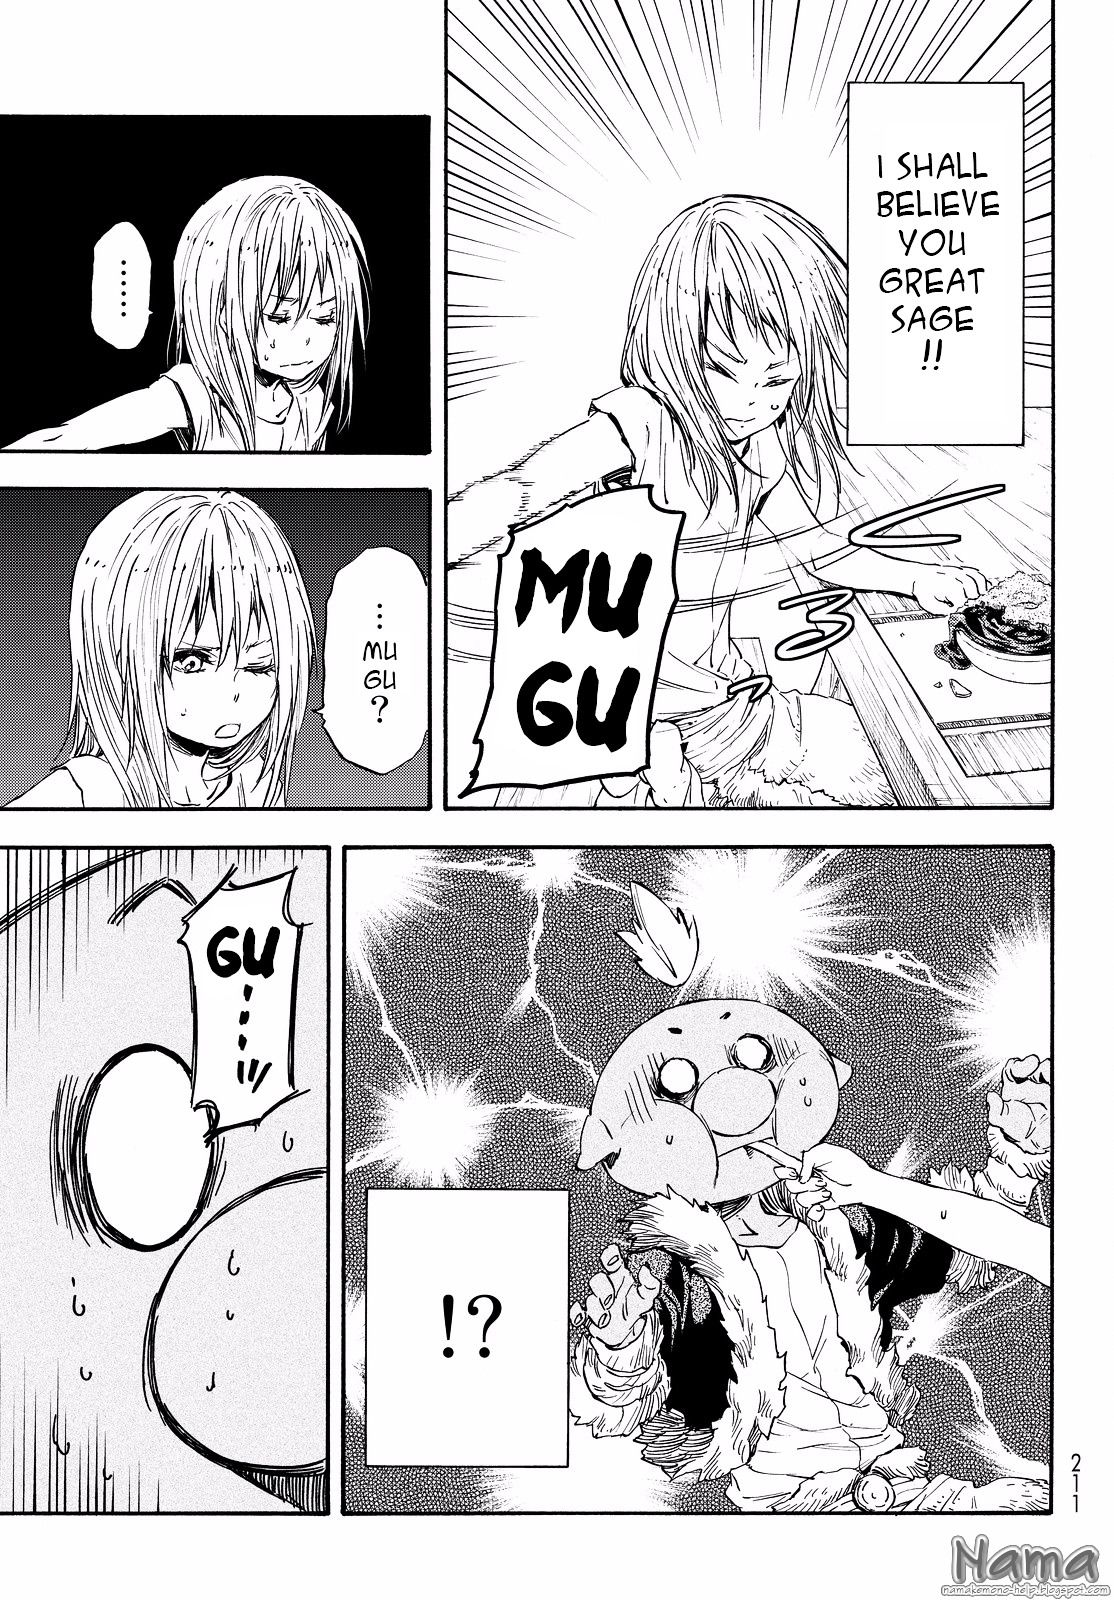 I SHALL
BELIEVE
YOU
GREAT
SAGE
!!
MU
GU
......
...
MU
GU
?
!?
GU
....!!!
211
Nama
namakemono-help.blogspot.com